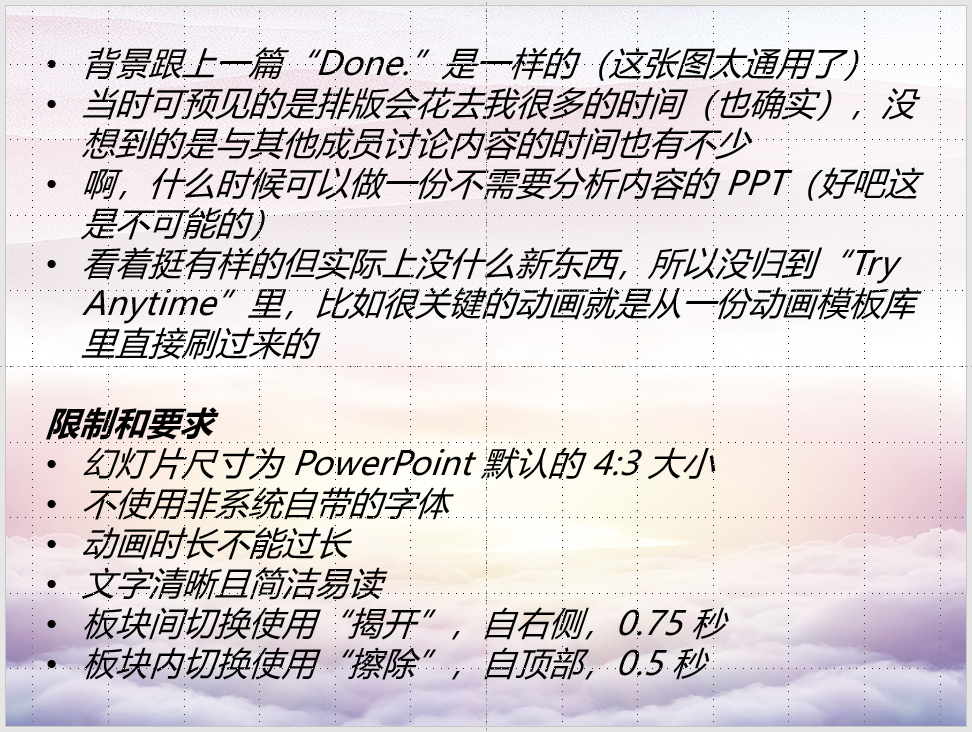 • 背景跟上一篇“Done.”是一样的（这张图太通用了）
• 当时可预见的是排版会花去我很多的时间（也确实），没
想到的是与其他成员讨论内容的时间也有不少
• 啊，什么时候可以做一份不需要分析内容的 PPT（好吧这
是不可能的）
• 看着挺有样的但实际上没什么新东西，所以没归到“Try
Anytime”里，比如很关键的动画就是从一份动画模板库
里直接刷过来的
限制和要求
• 幻灯片尺寸为 PowerPoint 默认的 4:3 大小
• 不使用非系统自带的字体
• 动画时长不能过长
• 文字清晰且简洁易读
• 板块间切换使用“揭开”，自右侧，0.75 秒
• 板块内切换使用“擦除”，自顶部，0.5 秒